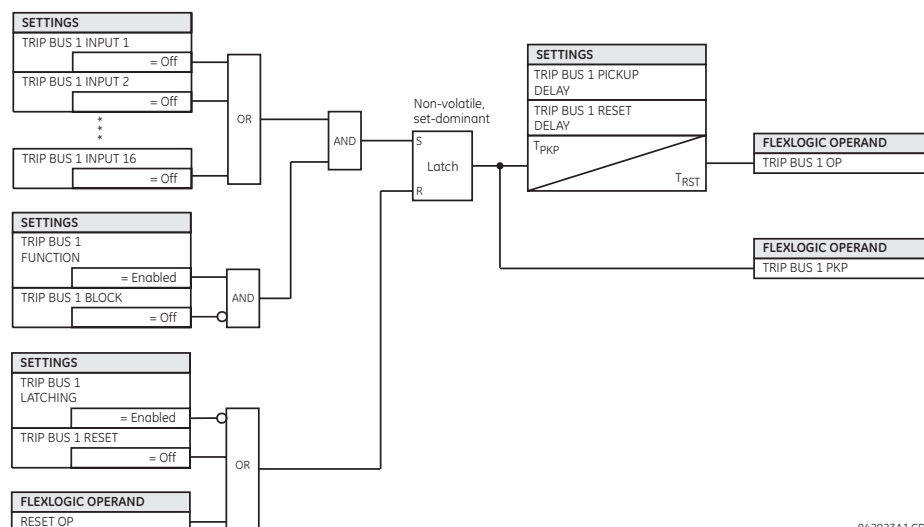 SETTINGS
TRIP BUS 1 INPUT 1
= Off
TRIP BUS 1 INPUT 2
= Off
***
TRIP BUS 1 INPUT 16
= Off
OR
SETTINGS
TRIP BUS 1
FUNCTION
= Enabled
TRIP BUS 1 BLOCK
= Off
AND
AND
SETTINGS
TRIP BUS 1
LATCHING
= Enabled
TRIP BUS 1 RESET
= Off
OR
FLEXLOGIC OPERAND
RESET OP
Non-volatile,
set-dominant
S
Latch
R
SETTINGS
TRIP BUS 1 PICKUP
DELAY
TRIP BUS 1 RESET
DELAY
TPKP
TRST
FLEXLOGIC OPERAND
TRIP BUS 1 OP
FLEXLOGIC OPERAND
TRIP BUS 1 PKP